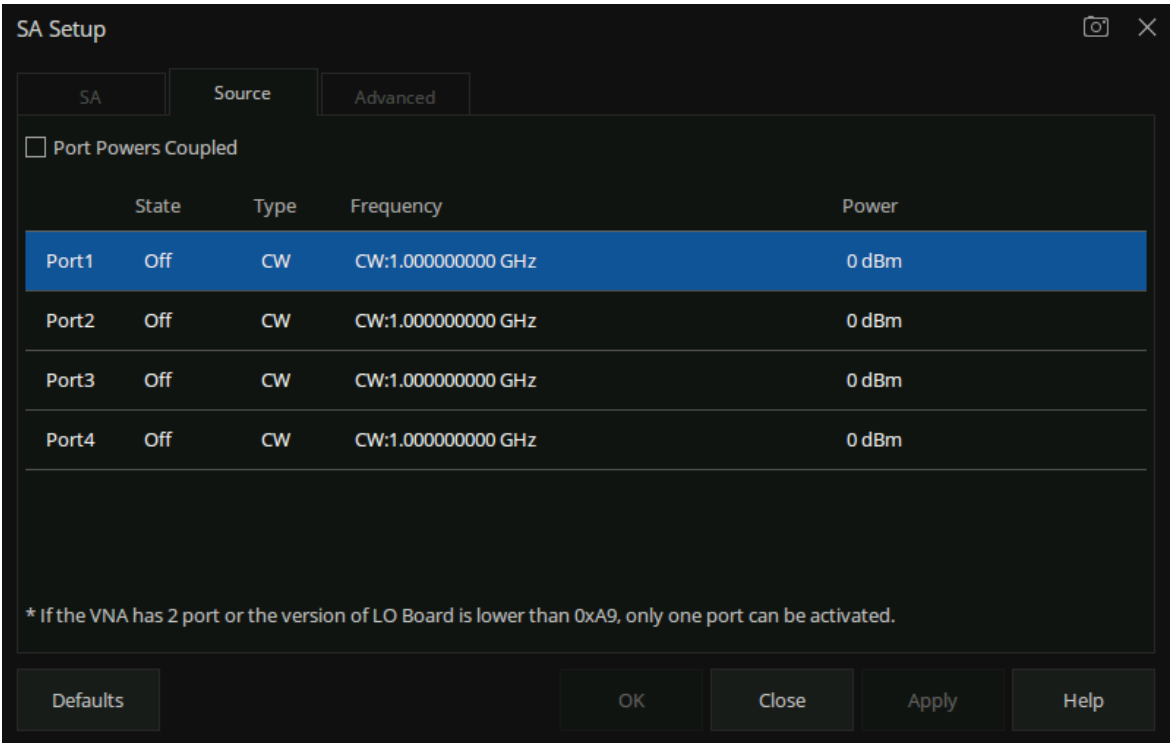 SA Setup
SA Source Advanced
Port Powers Coupled
State Type Frequency Power
Port1 Off CW CW:1.000000000 GHz 0 dBm
Port2 Off CW CW:1.000000000 GHz 0 dBm
Port3 Off CW CW:1.000000000 GHz 0 dBm
Port4 Off CW CW:1.000000000 GHz 0 dBm
* If the VNA has 2 port or the version of LO Board is lower than 0xA9, only one port can be activated.
Defaults OK Close Apply Help